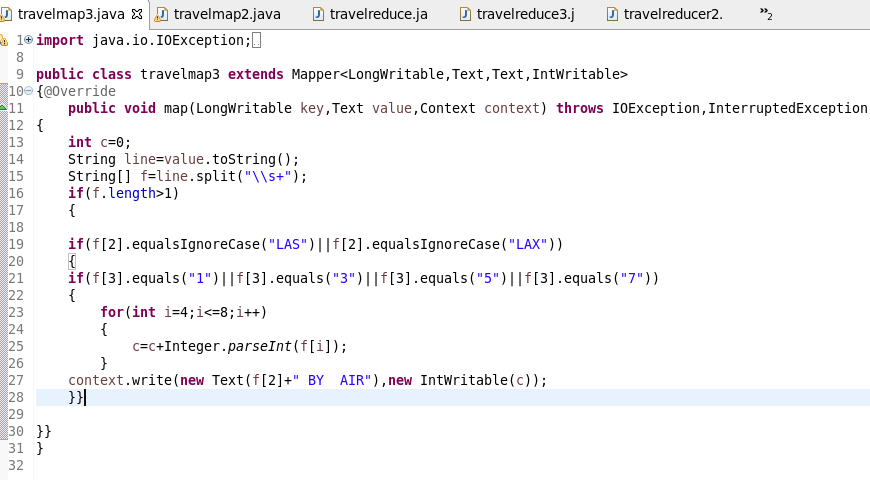 travelmap3.java travelmap2.java travelreduce.ja travelreduce3.j travelreducer2. »2
1 import java.io.IOException;
8
9 public class travelmap3 extends Mapper<LongWritable,Text,Text,IntWritable>
10 {@Override
11 public void map(LongWritable key,Text value,Context context) throws IOException,InterruptedException
12 {
13 int c=0;
14 String line=value.toString();
15 String[] f=line.split("\\s+");
16 if(f.length>1)
17 {
18
19 if(f[2].equalsIgnoreCase("LAS")||f[2].equalsIgnoreCase("LAX"))
20 {
21 if(f[3].equals("1")||f[3].equals("3")||f[3].equals("5")||f[3].equals("7"))
22 {
23 for(int i=4;i<=8;i++)
24 {
25 c=c+Integer.parseInt(f[i]);
26 }
27 context.write(new Text(f[2]+" BY  AIR"),new IntWritable(c));
28 }}
29
30 }}
31 }
32